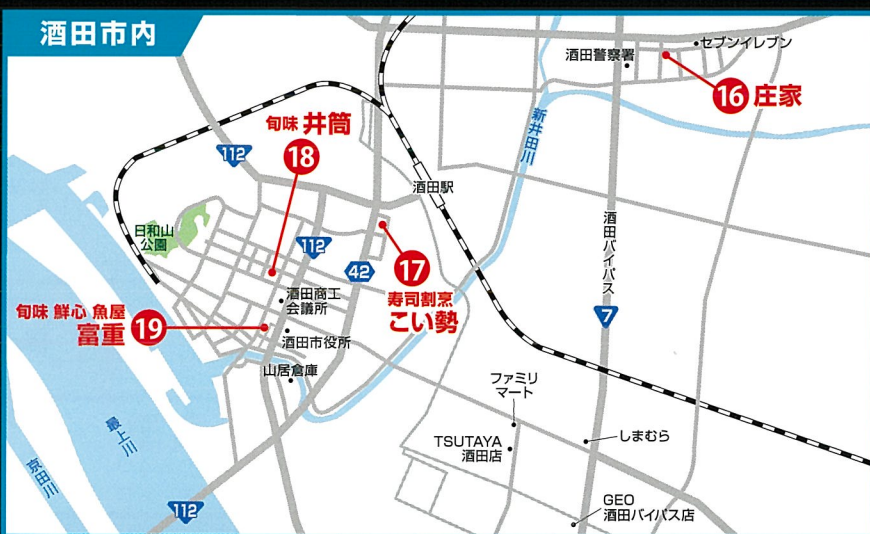 酒田市内
セブンイレブン
酒田警察署
16 庄家
新井田川
旬味 井筒
18
112
酒田駅
日和山
公園
酒田バイパス
112
42
17
寿司割烹
こい勢
酒田商工
会議所
7
旬味 鮮心 魚屋
富重 19
酒田市役所
山居倉庫
ファミリ
マート
最上川
しまむら
TSUTAYA
酒田店
京田川
GEO
酒田バイパス店
112